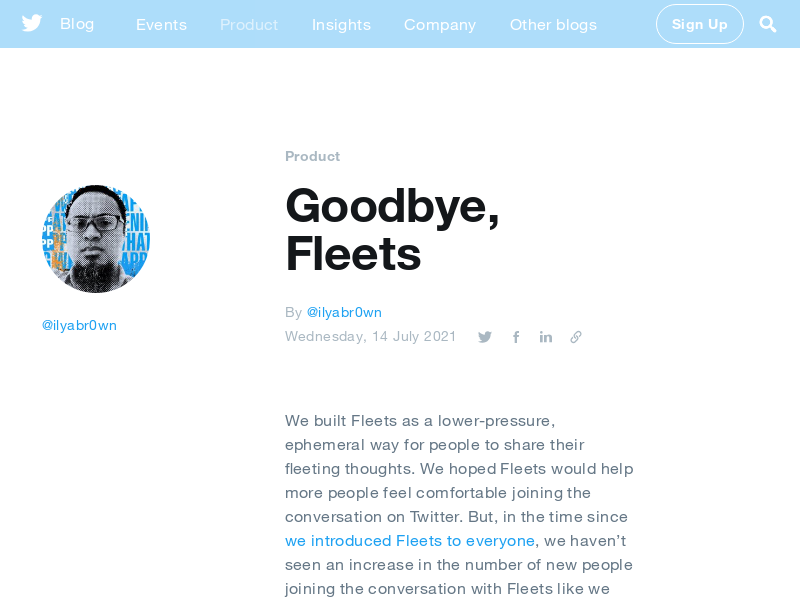 Blog Events Product Insights Company Other blogs Sign Up
Product
Goodbye,
Fleets
@ilyabr0wn
By @ilyabr0wn
Wednesday, 14 July 2021
We built Fleets as a lower-pressure,
ephemeral way for people to share their
fleeting thoughts. We hoped Fleets would help
more people feel comfortable joining the
conversation on Twitter. But, in the time since
we introduced Fleets to everyone, we haven’t
seen an increase in the number of new people
joining the conversation with Fleets like we